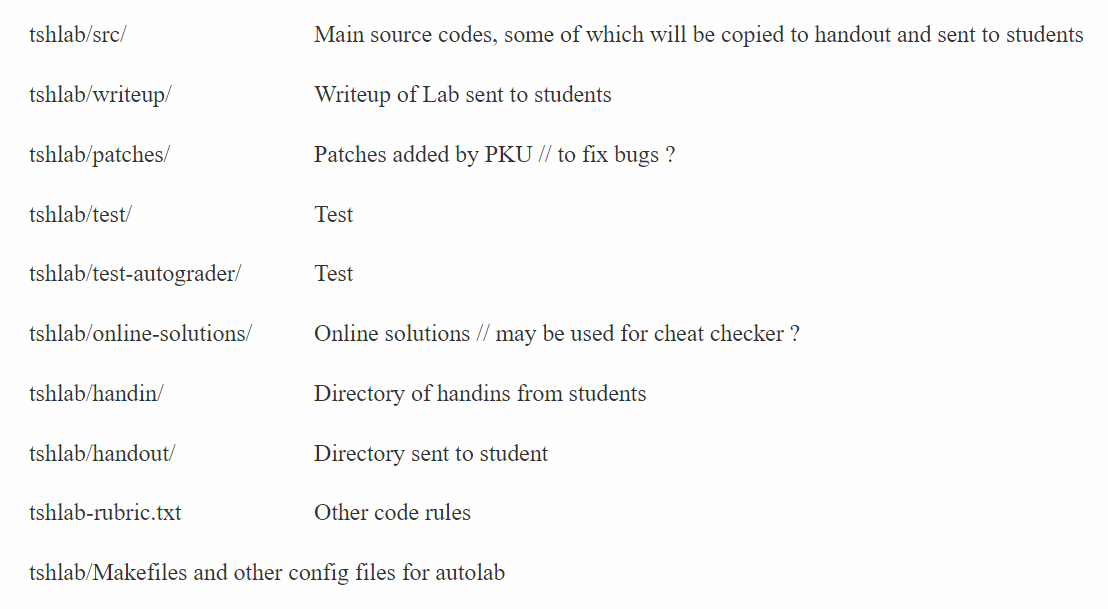 tshlab/src/ Main source codes, some of which will be copied to handout and sent to students
tshlab/writeup/ Writeup of Lab sent to students
tshlab/patches/ Patches added by PKU // to fix bugs ?
tshlab/test/ Test
tshlab/test-autograder/ Test
tshlab/online-solutions/ Online solutions // may be used for cheat checker ?
tshlab/handin/ Directory of handins from students
tshlab/handout/ Directory sent to student
tshlab-rubric.txt Other code rules
tshlab/Makefiles and other config files for autolab